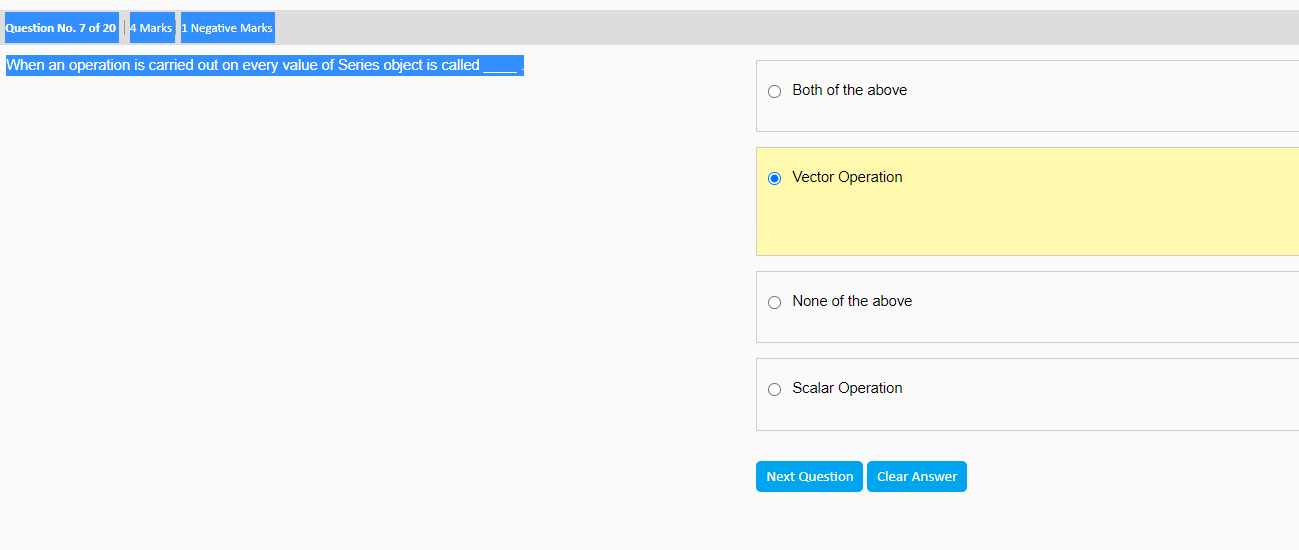 Question No. 7 of 20 4 Marks 1 Negative Marks
When an operation is carried out on every value of Series object is called ____ .
Both of the above
Vector Operation
None of the above
Scalar Operation
Next Question Clear Answer